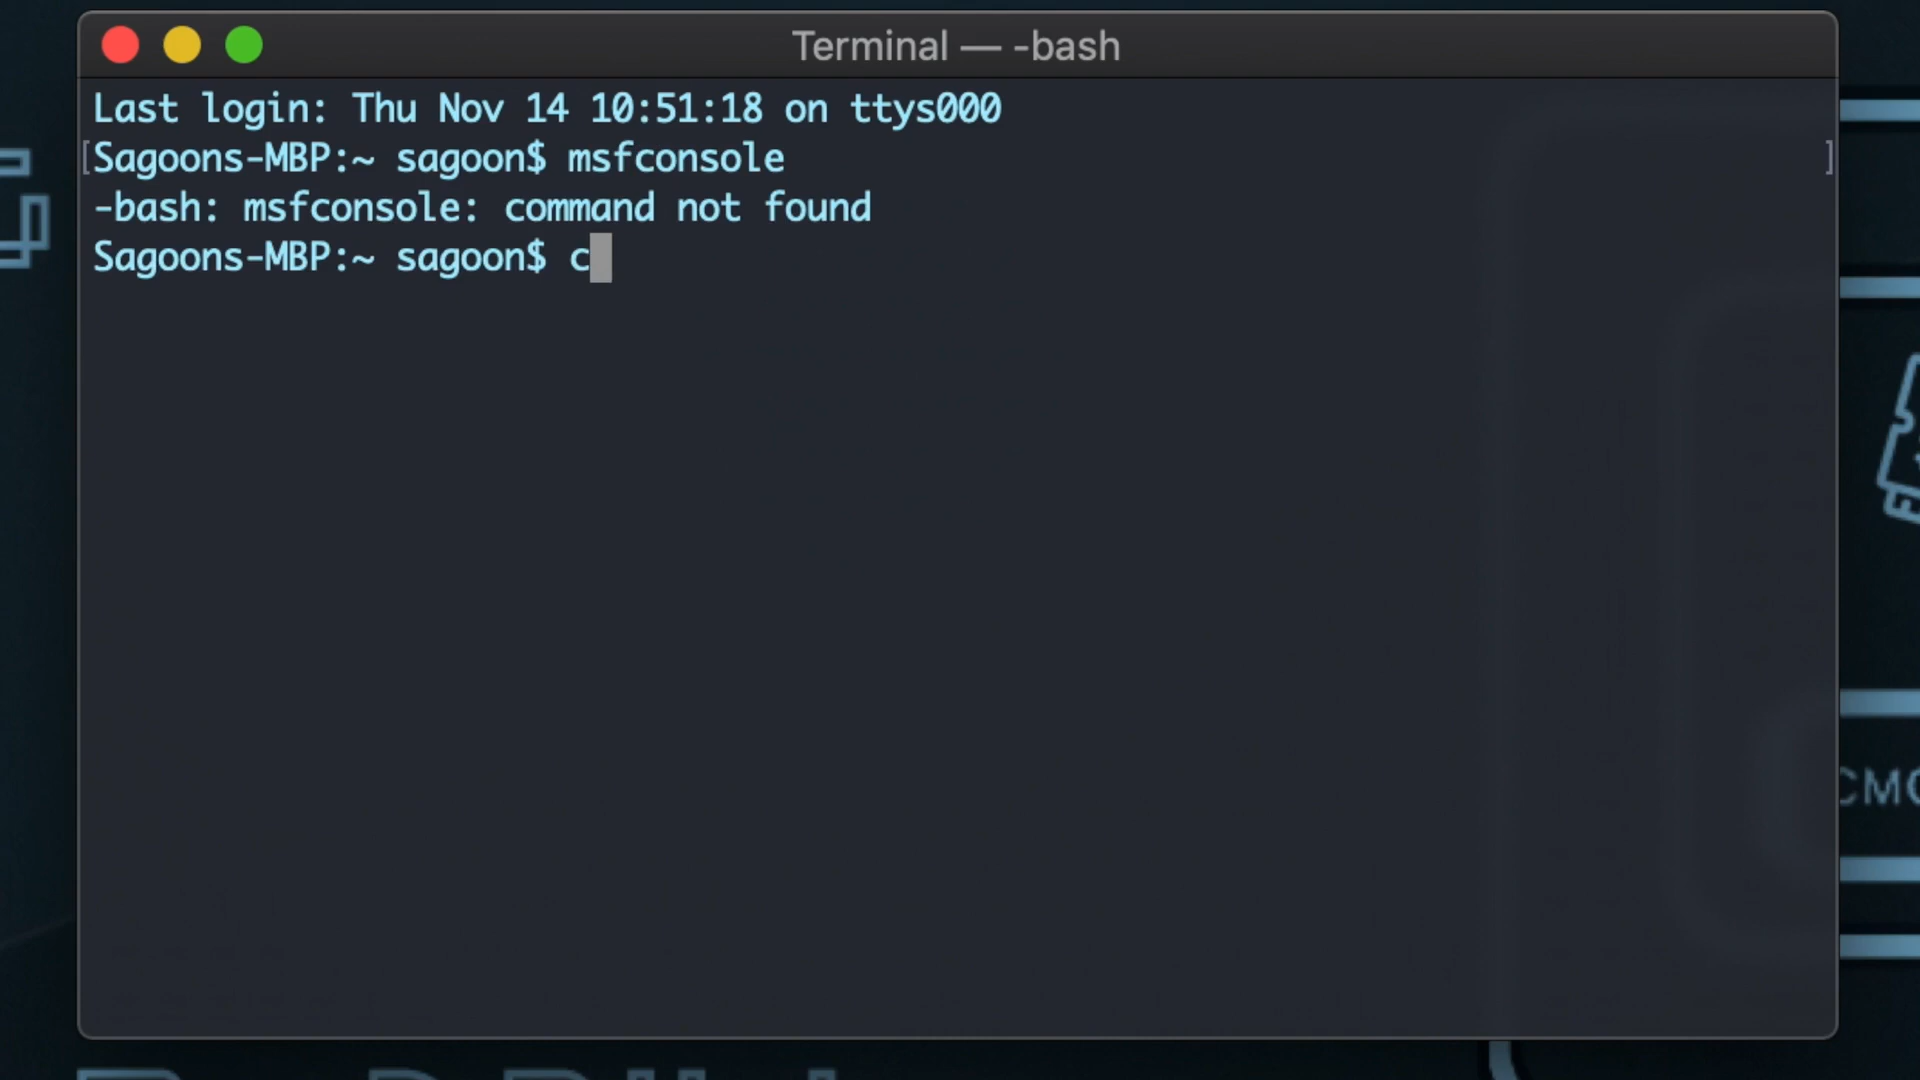 Terminal — -bash
Last login: Thu Nov 14 10:51:18 on ttys000
[Sagoons-MBP:~ sagoon$ msfconsole ]
-bash: msfconsole: command not found
Sagoons-MBP:~ sagoon$ c